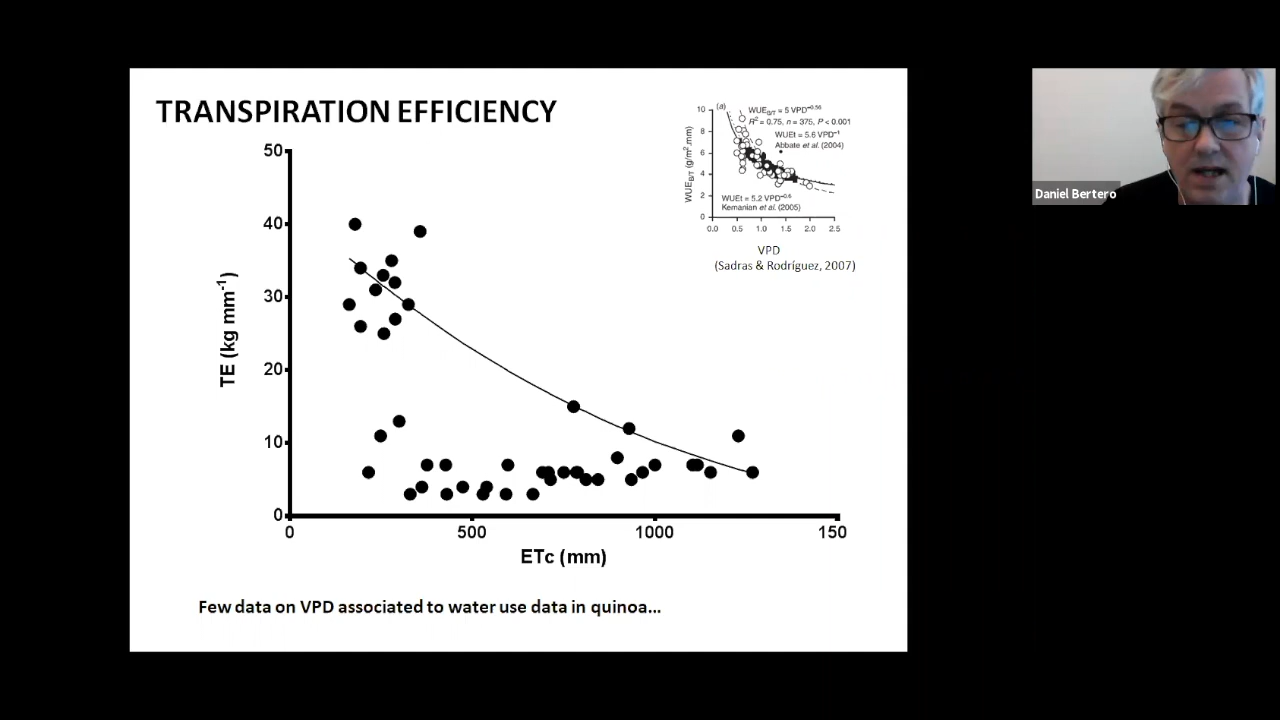 TRANSPIRATION EFFICIENCY
50
40
30
20
10
0
TE (kg mm⁻¹)
0
500
1000
150
ETc (mm)
(a)
WUE_B/T = 5 VPD^−0.56
R² = 0.75, n = 375, P < 0.001
WUEt = 5.6 VPD⁻¹
Abbate et al. (2004)
WUE_B/T (g/m².mm)
10
8
6
4
2
0
WUEt = 5.2 VPD^−0.6
Kemanian et al. (2005)
0.0
0.5
1.0
1.5
2.0
2.5
VPD
(Sadras & Rodríguez, 2007)
Few data on VPD associated to water use data in quinoa...
Daniel Bertero